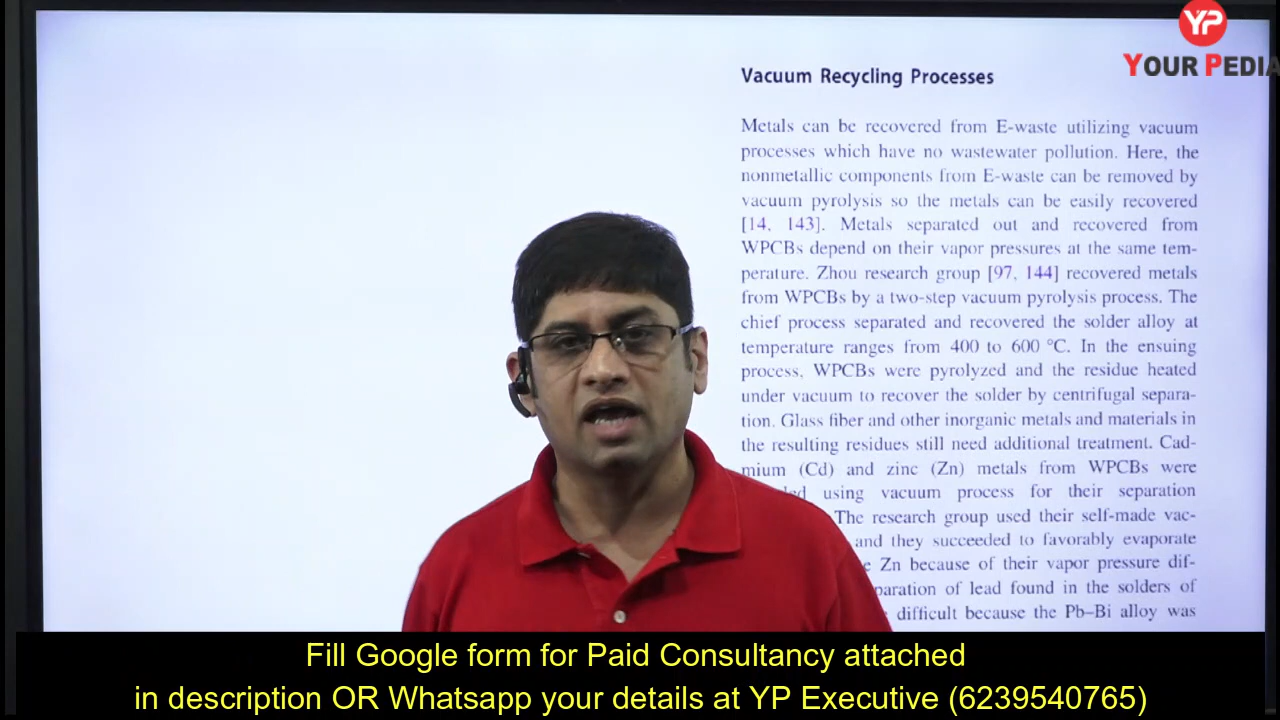 YP
YOUR PEDIA
Vacuum Recycling Processes
Metals can be recovered from E-waste utilizing vacuum
processes which have no wastewater pollution. Here, the
nonmetallic components from E-waste can be removed by
vacuum pyrolysis so the metals can be easily recovered
[14, 143]. Metals separated out and recovered from
WPCBs depend on their vapor pressures at the same tem-
perature. Zhou research group [97, 144] recovered metals
from WPCBs by a two-step vacuum pyrolysis process. The
chief process separated and recovered the solder alloy at
temperature ranges from 400 to 600 °C. In the ensuing
process, WPCBs were pyrolyzed and the residue heated
under vacuum to recover the solder by centrifugal separa-
tion. Glass fiber and other inorganic metals and materials in
the resulting residues still need additional treatment. Cad-
mium (Cd) and zinc (Zn) metals from WPCBs were
using vacuum process for their separation
The research group used their self-made vac-
and they succeeded to favorably evaporate
Zn because of their vapor pressure dif-
of lead found in the solders of
difficult because the Pb–Bi alloy was
Fill Google form for Paid Consultancy attached
in description OR Whatsapp your details at YP Executive (6239540765)